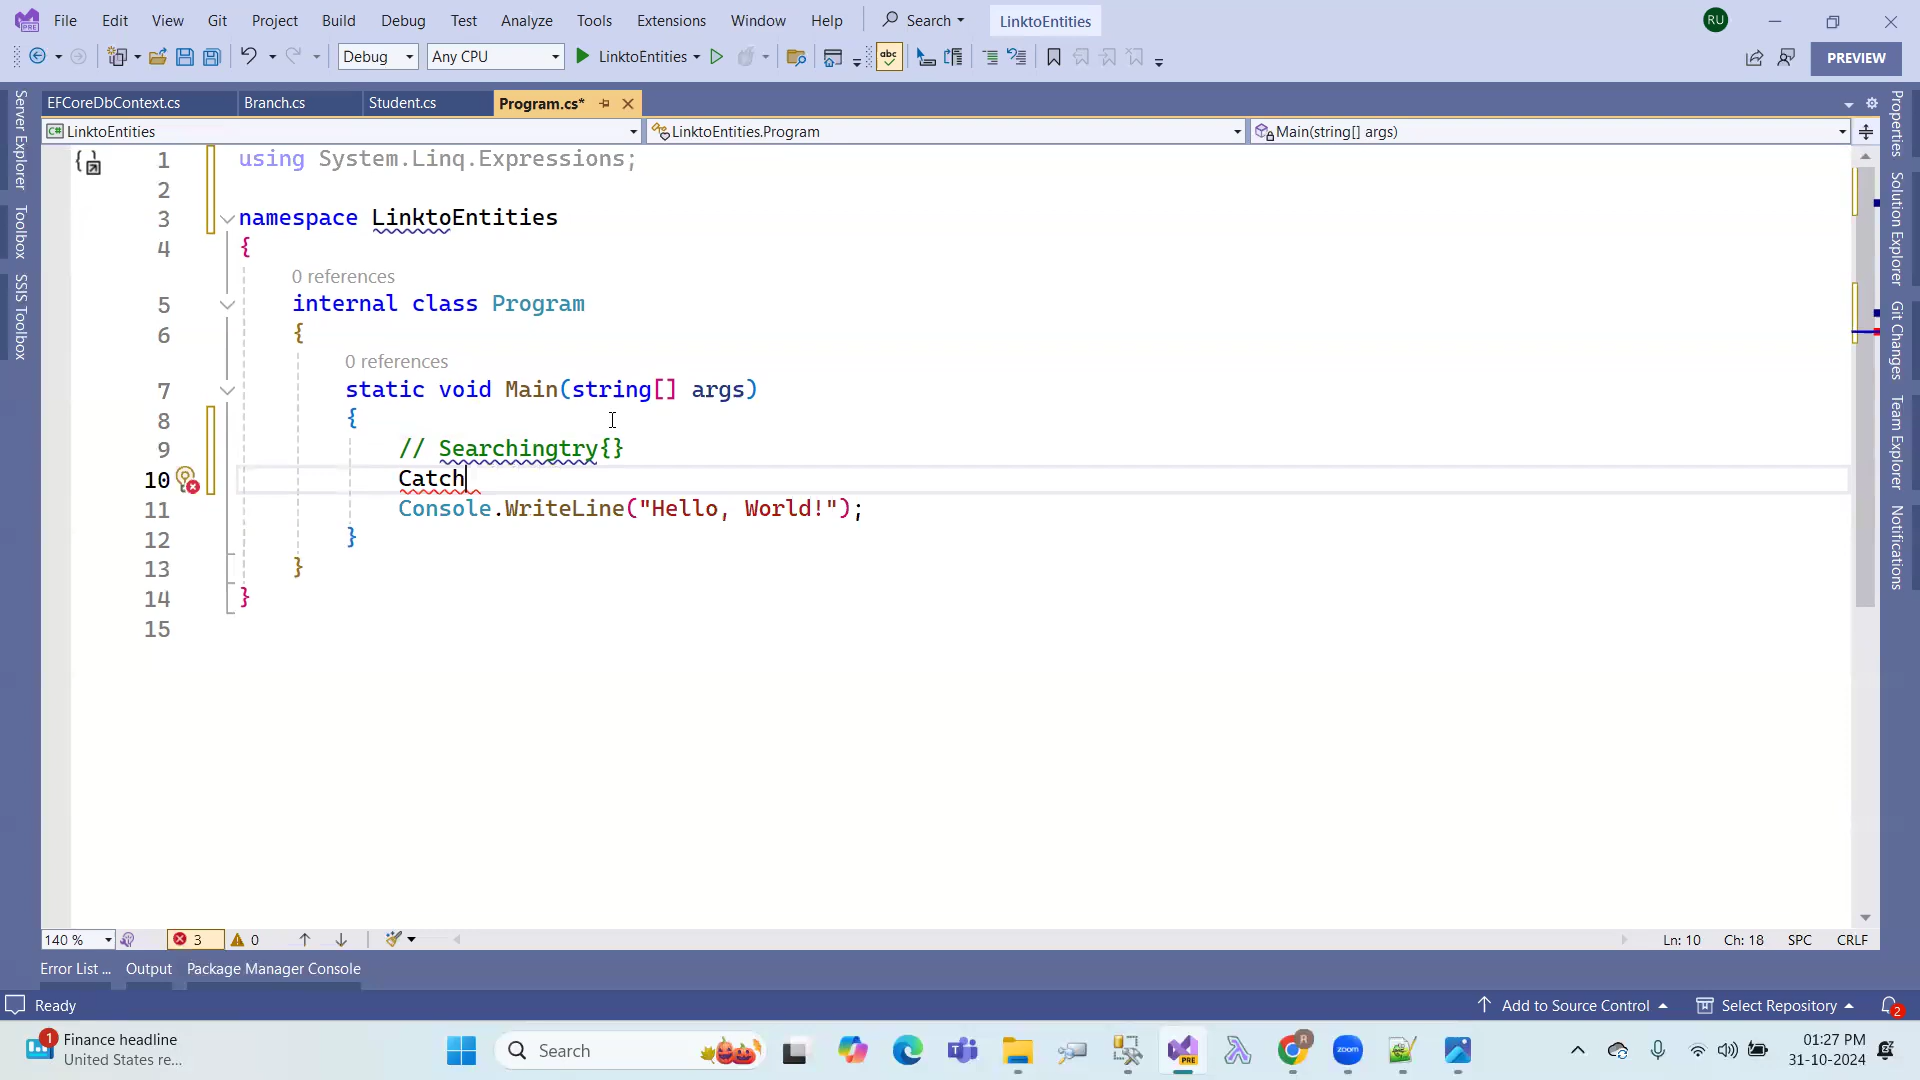 File Edit View Git Project Build Debug Test Analyze Tools Extensions Window Help Search LinktoEntities RU
Debug Any CPU LinktoEntities abc PREVIEW
EFCoreDbContext.cs Branch.cs Student.cs Program.cs*
C# LinktoEntities LinktoEntities.Program Main(string[] args)
Server Explorer
Toolbox
SSIS Toolbox
1 using System.Linq.Expressions;
2
3 namespace LinktoEntities
4 {
0 references
5 internal class Program
6 {
0 references
7 static void Main(string[] args)
8 {
9 // Searchingtry{}
10 Catch
11 Console.WriteLine("Hello, World!");
12 }
13 }
14 }
15
Properties
Solution Explorer
Git Changes
Team Explorer
Notifications
140 % 3 0 Ln: 10 Ch: 18 SPC CRLF
Error List ... Output Package Manager Console
Ready Add to Source Control Select Repository 2
1 Finance headline
United States re...
Search
PRE
zoom
R
01:27 PM
31-10-2024